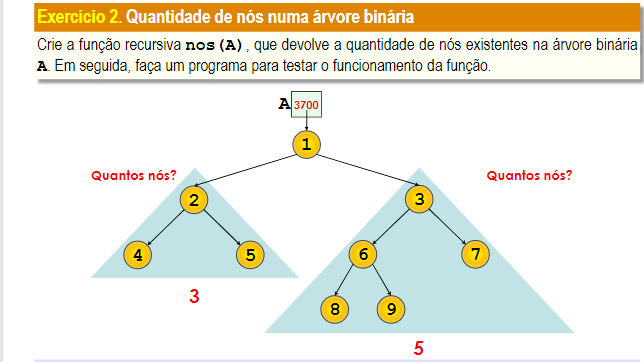 Exercício 2. Quantidade de nós numa árvore binária
Crie a função recursiva nos(A), que devolve a quantidade de nós existentes na árvore binária
A. Em seguida, faça um programa para testar o funcionamento da função.
A 3700
1
Quantos nós? Quantos nós?
2 3
4 5 6 7
3 8 9
5